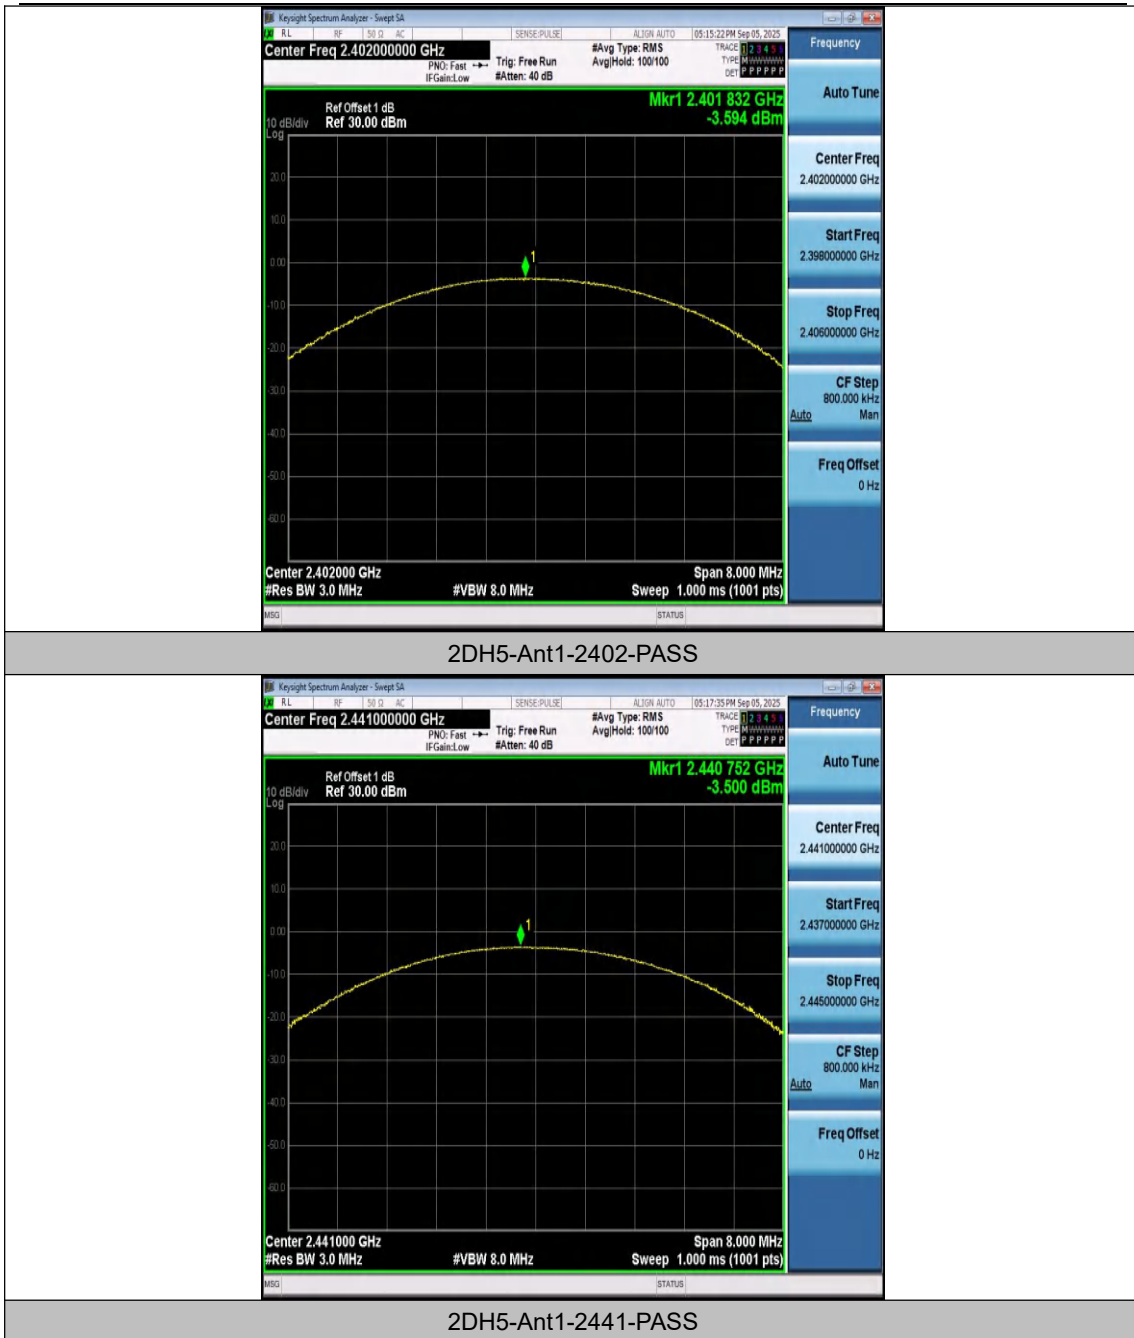 Keysight Spectrum Analyzer - Swept SA
RL RF 50 Ω AC SENSE:PULSE ALIGN AUTO 05:15:22 PM Sep 05, 2025
Center Freq 2.402000000 GHz #Avg Type: RMS TRACE 1 2 3 4 5 6
PNO: Fast Trig: Free Run Avg|Hold: 100/100 TYPE M WWWWW
IFGain:Low #Atten: 40 dB DET P P P P P P
Mkr1 2.401 832 GHz
-3.594 dBm
Ref Offset 1 dB
10 dB/div Ref 30.00 dBm
Log
20.0
10.0
0.00
-10.0
-20.0
-30.0
-40.0
-50.0
-60.0
1
Center 2.402000 GHz Span 8.000 MHz
#Res BW 3.0 MHz #VBW 8.0 MHz Sweep 1.000 ms (1001 pts)
MSG STATUS
Frequency
Auto Tune
Center Freq
2.402000000 GHz
Start Freq
2.398000000 GHz
Stop Freq
2.406000000 GHz
CF Step
800.000 kHz
Auto Man
Freq Offset
0 Hz
2DH5-Ant1-2402-PASS
Keysight Spectrum Analyzer - Swept SA
RL RF 50 Ω AC SENSE:PULSE ALIGN AUTO 05:17:35 PM Sep 05, 2025
Center Freq 2.441000000 GHz #Avg Type: RMS TRACE 1 2 3 4 5 6
PNO: Fast Trig: Free Run Avg|Hold: 100/100 TYPE M WWWWW
IFGain:Low #Atten: 40 dB DET P P P P P P
Mkr1 2.440 752 GHz
-3.500 dBm
Ref Offset 1 dB
10 dB/div Ref 30.00 dBm
Log
20.0
10.0
0.00
-10.0
-20.0
-30.0
-40.0
-50.0
-60.0
1
Center 2.441000 GHz Span 8.000 MHz
#Res BW 3.0 MHz #VBW 8.0 MHz Sweep 1.000 ms (1001 pts)
MSG STATUS
Frequency
Auto Tune
Center Freq
2.441000000 GHz
Start Freq
2.437000000 GHz
Stop Freq
2.445000000 GHz
CF Step
800.000 kHz
Auto Man
Freq Offset
0 Hz
2DH5-Ant1-2441-PASS